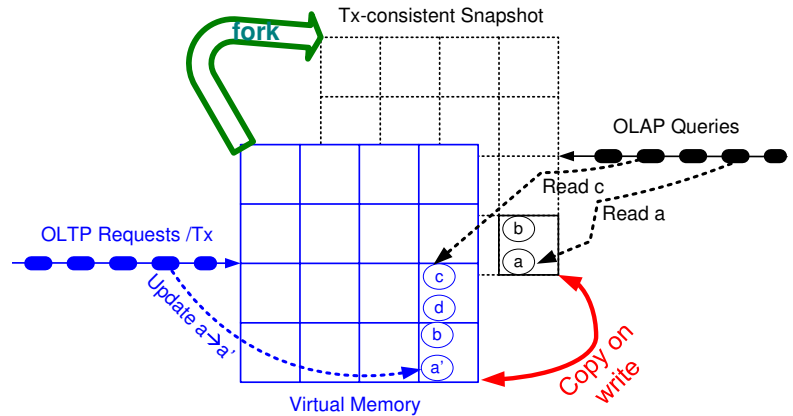 Tx-consistent Snapshot
fork
OLAP Queries
Read c
Read a
OLTP Requests /Tx
b
a
c
d
b
a'
Update a→a'
Copy on
write
Virtual Memory